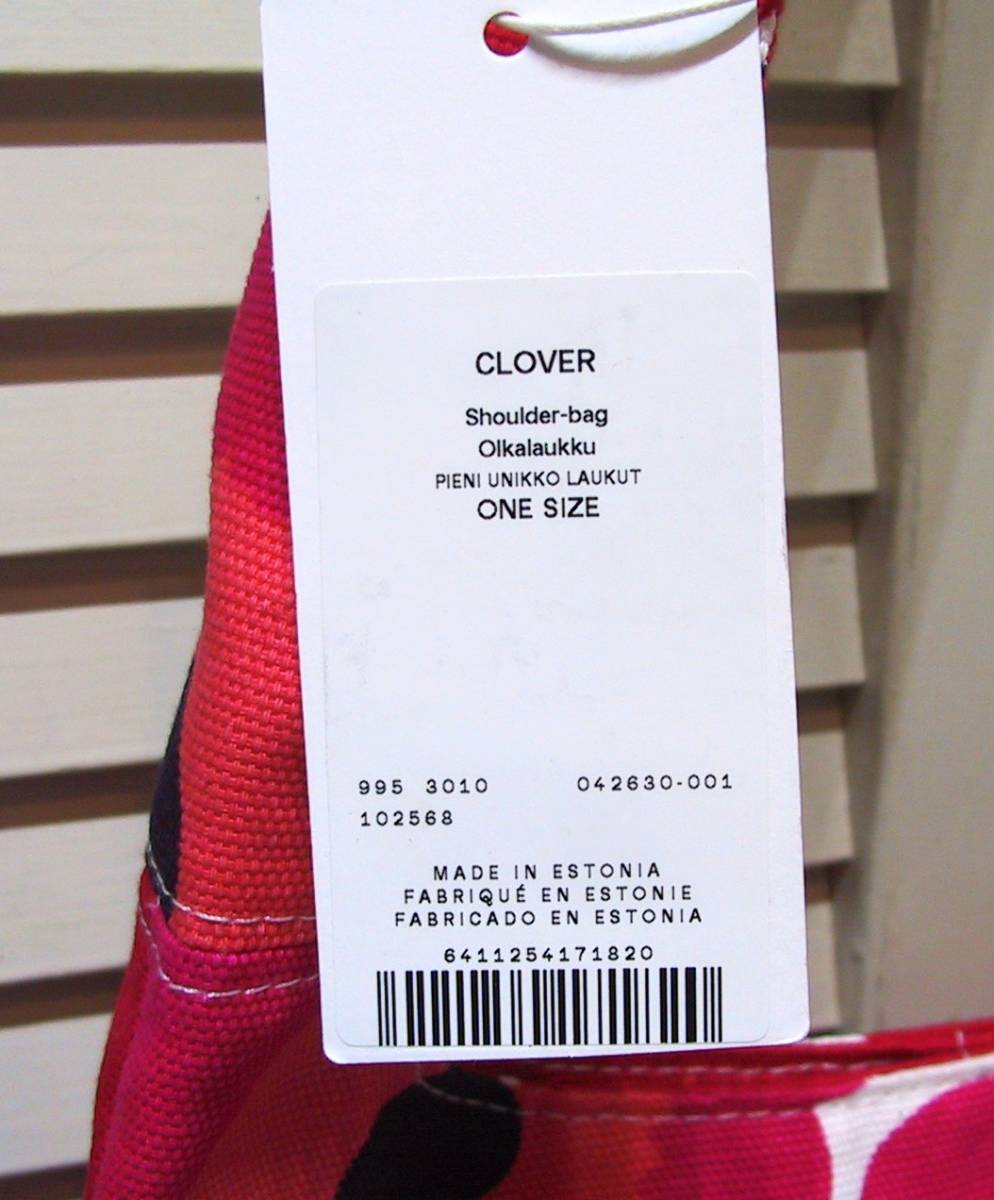 CLOVER
Shoulder-bag
Olkalaukku
PIENI UNIKKO LAUKUT
ONE SIZE
995 3010 042630-001
102568
MADE IN ESTONIA
FABRIQUÉ EN ESTONIE
FABRICADO EN ESTONIA
6411254171820